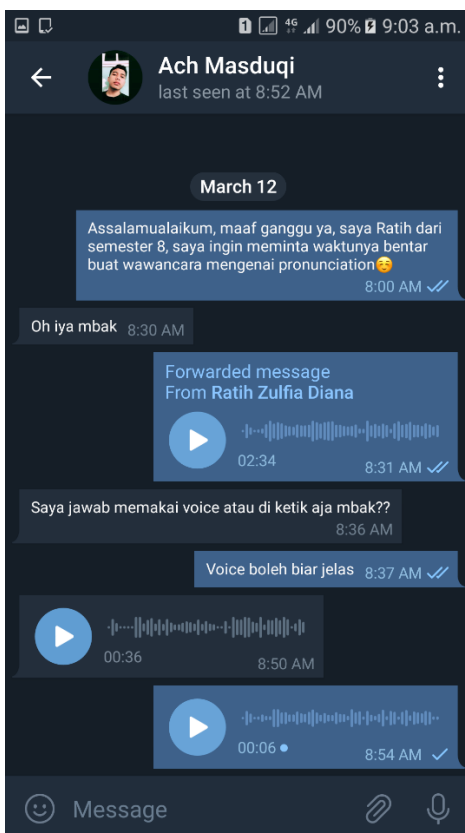 1 4G 90% 9:03 a.m.
Ach Masduqi
last seen at 8:52 AM
March 12
Assalamualaikum, maaf ganggu ya, saya Ratih dari
semester 8, saya ingin meminta waktunya bentar
buat wawancara mengenai pronunciation☺️
8:00 AM
Oh iya mbak 8:30 AM
Forwarded message
From Ratih Zulfia Diana
02:34 8:31 AM
Saya jawab memakai voice atau di ketik aja mbak??
8:36 AM
Voice boleh biar jelas 8:37 AM
00:36 8:50 AM
00:06 8:54 AM
Message